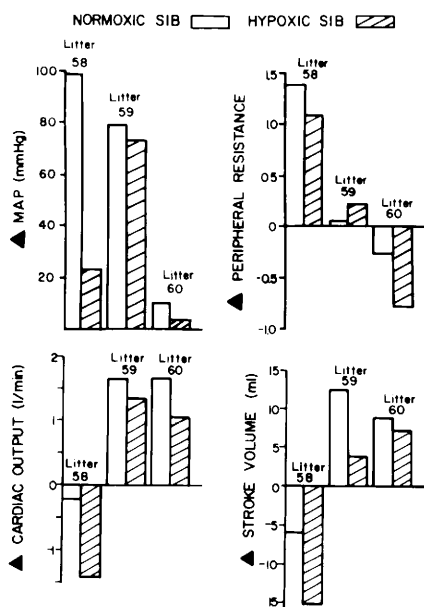 NORMOXIC SIB HYPOXIC SIB
▲ MAP (mmHg)
100
80
60
40
20
Litter
58
Litter
59
Litter
60
▲ PERIPHERAL RESISTANCE
1.5
1.0
0.5
0
-0.5
-1.0
Litter
58
Litter
59
Litter
60
▲ CARDIAC OUTPUT (l/min)
2
1
0
-1
Litter
58
Litter
59
Litter
60
▲ STROKE VOLUME (ml)
15
10
5
0
-5
-10
15
Litter
58
Litter
59
Litter
60